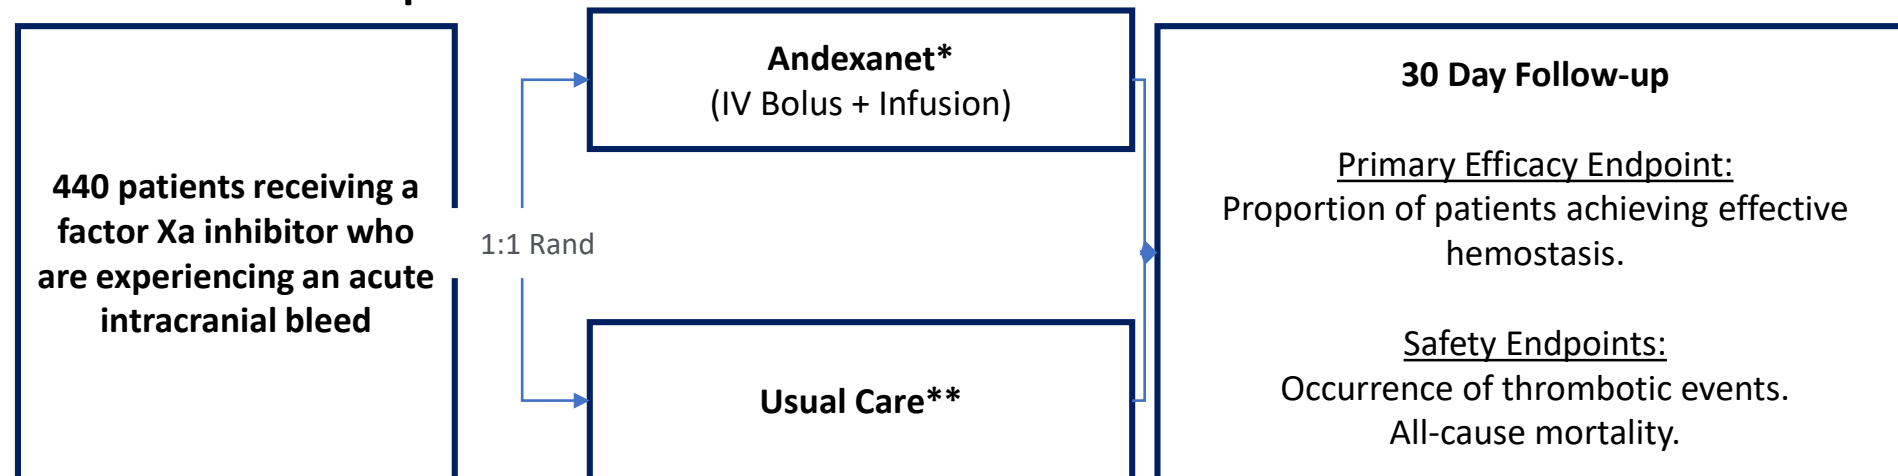 440 patients receiving a
factor Xa inhibitor who
are experiencing an acute
intracranial bleed
1:1 Rand
Andexanet*
(IV Bolus + Infusion)
Usual Care**
30 Day Follow-up
Primary Efficacy Endpoint:
Proportion of patients achieving effective
hemostasis.
Safety Endpoints:
Occurrence of thrombotic events.
All-cause mortality.